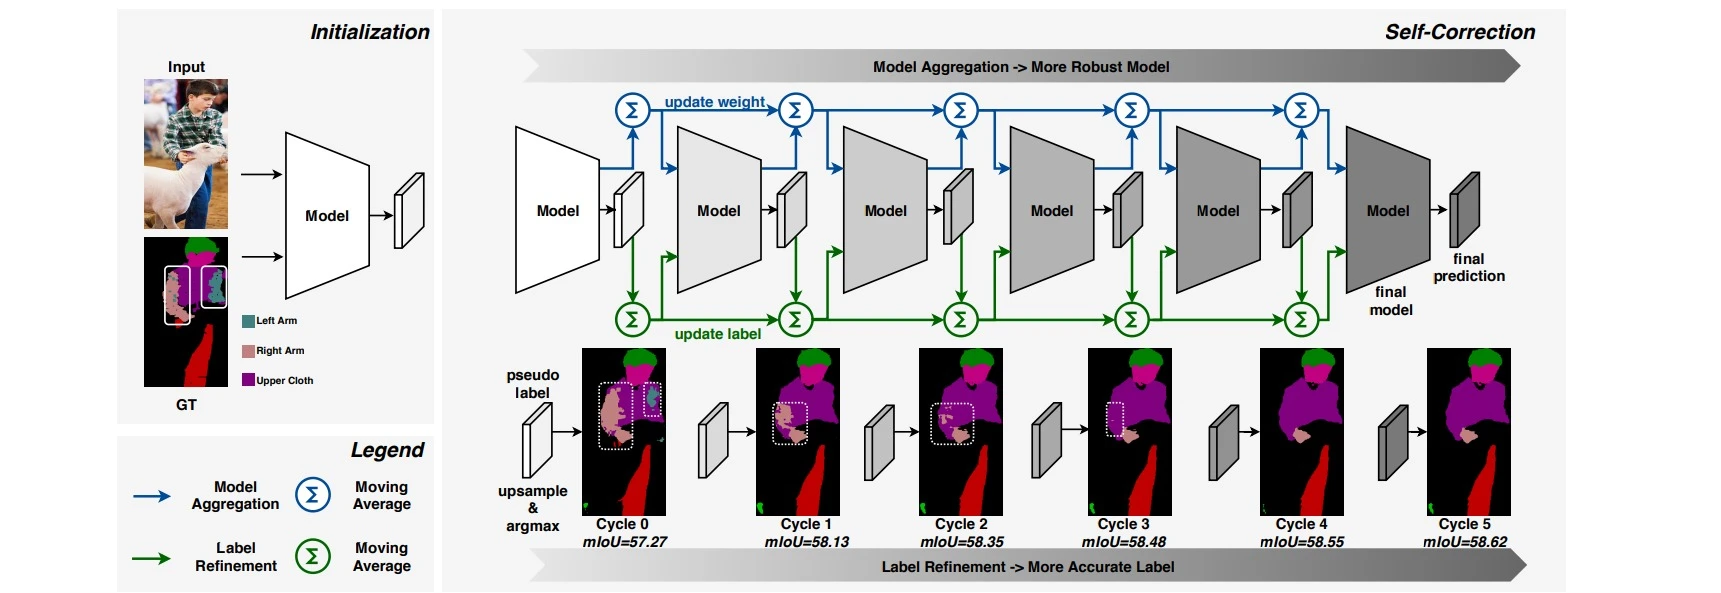 Initialization
Input
Model
Left Arm
Right Arm
Upper Cloth
GT
Legend
Model
Aggregation
Σ
Moving
Average
Label
Refinement
Σ
Moving
Average
Self-Correction
Model Aggregation -> More Robust Model
Σ
update weight
Σ
Σ
Σ
Σ
Model
Model
Model
Model
Model
Model
final
prediction
final
model
Σ
update label
Σ
Σ
Σ
Σ
pseudo
label
upsample
&
argmax
Cycle 0
mIoU=57.27
Cycle 1
mIoU=58.13
Cycle 2
mIoU=58.35
Cycle 3
mIoU=58.48
Cycle 4
mIoU=58.55
Cycle 5
mIoU=58.62
Label Refinement -> More Accurate Label